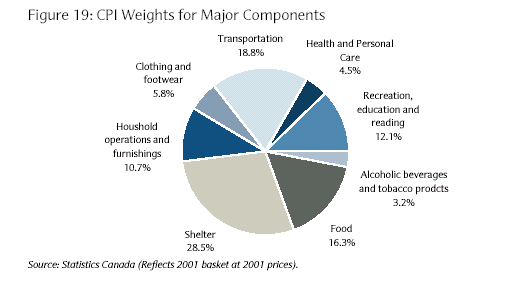 Figure 19: CPI Weights for Major Components
Transportation
18.8%
Health and Personal
Care
4.5%
Clothing and
footwear
5.8%
Recreation,
education and
reading
12.1%
Houshold
operations and
furnishings
10.7%
Alcoholic beverages
and tobacco prodcts
3.2%
Shelter
28.5%
Food
16.3%
Source: Statistics Canada (Reflects 2001 basket at 2001 prices).